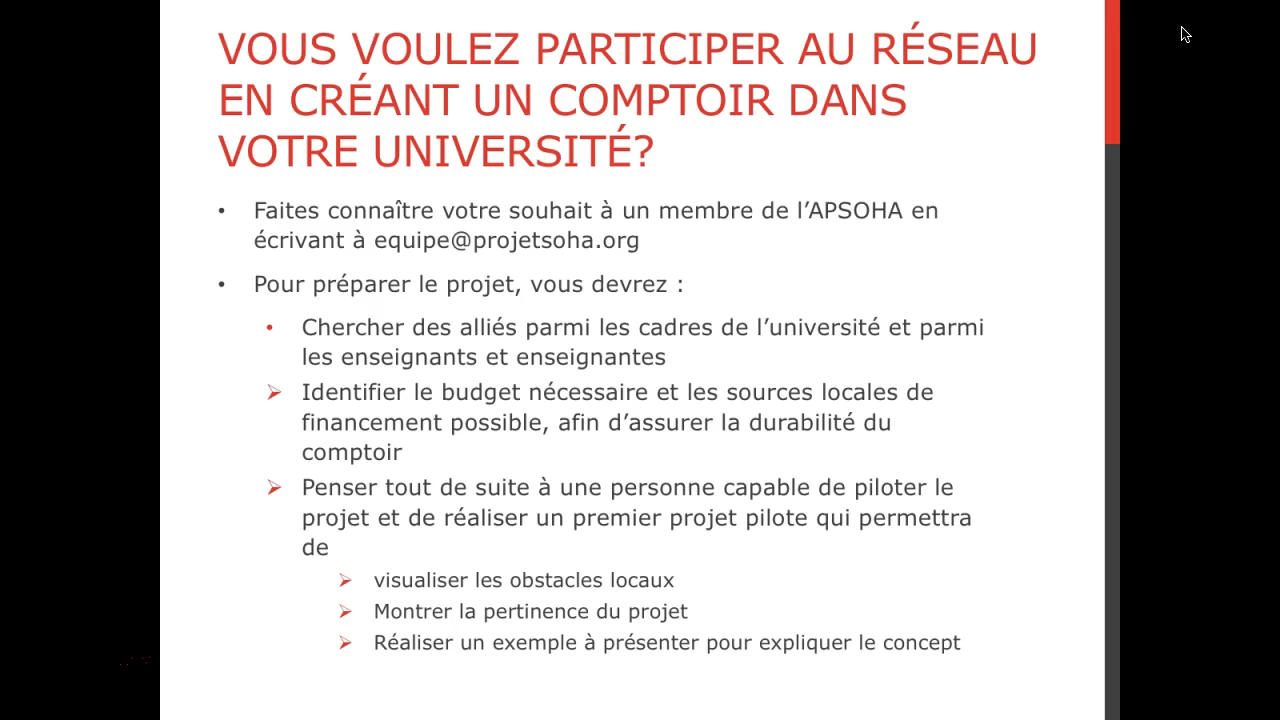 VOUS VOULEZ PARTICIPER AU RÉSEAU
EN CRÉANT UN COMPTOIR DANS
VOTRE UNIVERSITÉ?
• Faites connaître votre souhait à un membre de l’APSOHA en
écrivant à equipe@projetsoha.org
• Pour préparer le projet, vous devrez :
• Chercher des alliés parmi les cadres de l’université et parmi
les enseignants et enseignantes
➢ Identifier le budget nécessaire et les sources locales de
financement possible, afin d’assurer la durabilité du
comptoir
➢ Penser tout de suite à une personne capable de piloter le
projet et de réaliser un premier projet pilote qui permettra
de
➢ visualiser les obstacles locaux
➢ Montrer la pertinence du projet
➢ Réaliser un exemple à présenter pour expliquer le concept